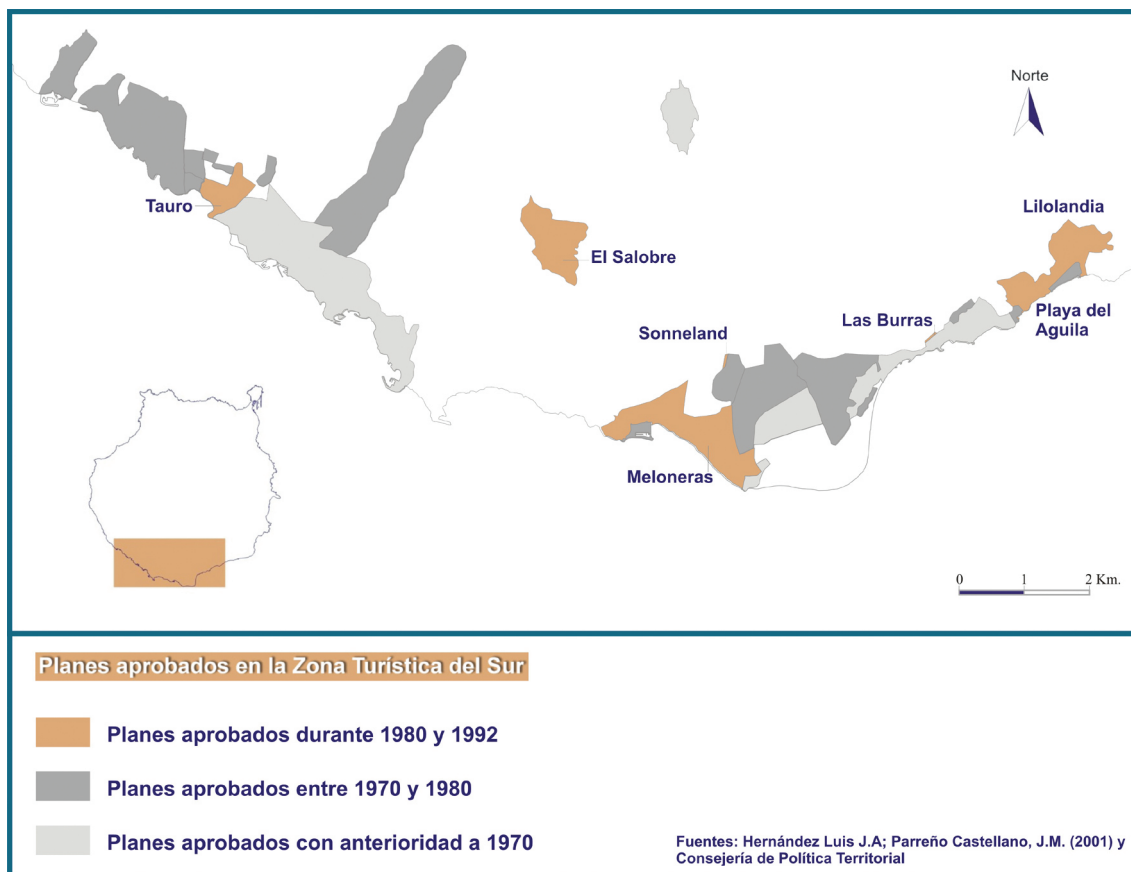 Norte
Tauro
Lilolandia
El Salobre
Las Burras
Playa del
Aguila
Sonneland
Meloneras
0 1 2 Km.
Planes aprobados en la Zona Turística del Sur
Planes aprobados durante 1980 y 1992
Planes aprobados entre 1970 y 1980
Planes aprobados con anterioridad a 1970
Fuentes: Hernández Luis J.A; Parreño Castellano, J.M. (2001) y
Consejería de Política Territorial